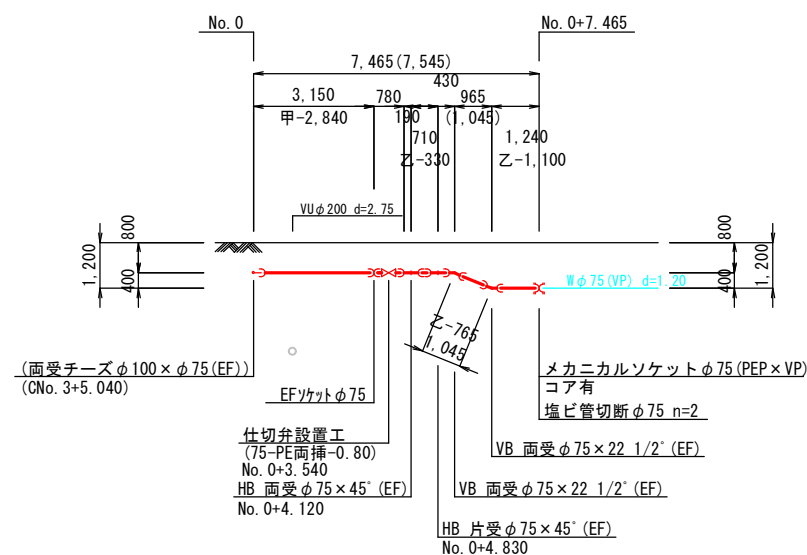 No. 0
No. 0+7.465
7,465(7,545)
430
3,150
780
965
甲-2,840
190
(1,045)
710
1,240
乙-330
乙-1,100
VUφ200 d=2.75
800
1,200
400
800
1,200
400
Wφ75(VP) d=1.20
乙-765
1,045
(両受チーズφ100×φ75(EF))
(CNo. 3+5.040)
EFソケットφ75
メカニカルソケットφ75(PEP×VP)
コア有
塩ビ管切断φ75 n=2
仕切弁設置工
(75-PE両挿-0.80)
No. 0+3.540
VB 両受φ75×22 1/2°(EF)
HB 両受φ75×45°(EF)
No. 0+4.120
VB 両受φ75×22 1/2°(EF)
HB 片受φ75×45°(EF)
No. 0+4.830